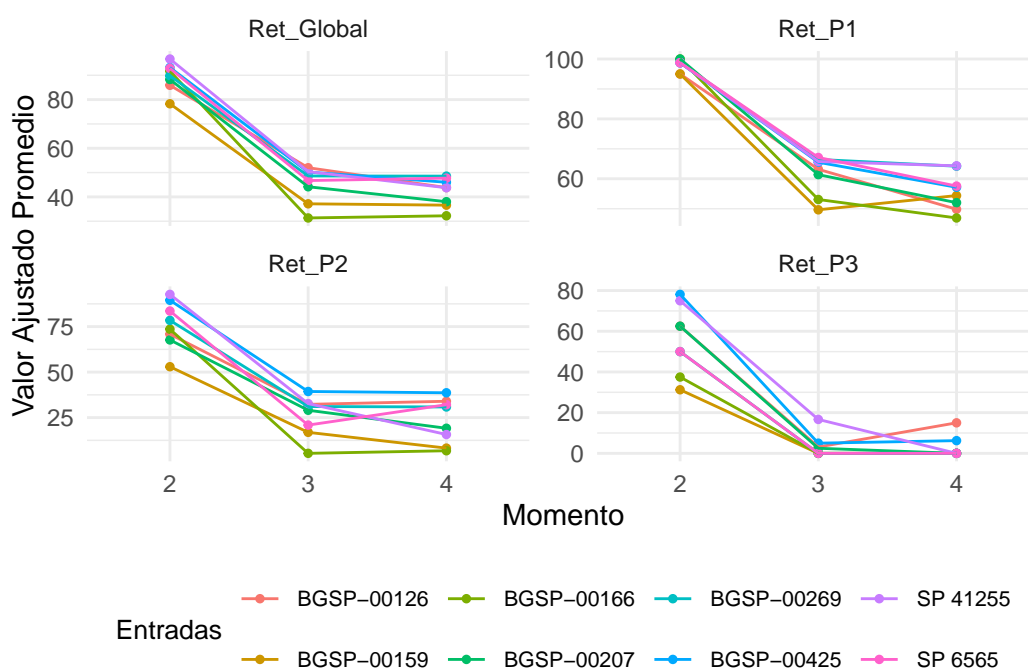 Ret_Global
Ret_P1
80
60
40
100
80
60
Ret_P2
Ret_P3
75
50
25
80
60
40
20
0
2 3 4
2 3 4
Valor Ajustado Promedio
Momento
Entradas
BGSP−00126 BGSP−00166 BGSP−00269 SP 41255
BGSP−00159 BGSP−00207 BGSP−00425 SP 6565